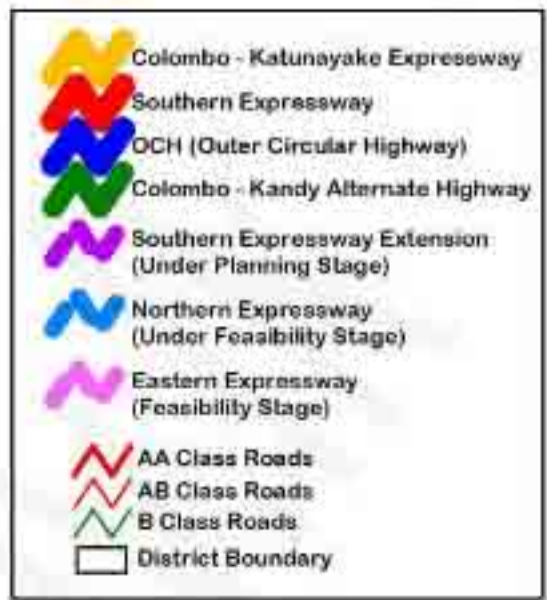 Colombo - Katunayake Expressway
Southern Expressway
OCH (Outer Circular Highway)
Colombo - Kandy Alternate Highway
Southern Expressway Extension
(Under Planning Stage)
Northern Expressway
(Under Feasibility Stage)
Eastern Expressway
(Feasibility Stage)
AA Class Roads
AB Class Roads
B Class Roads
District Boundary